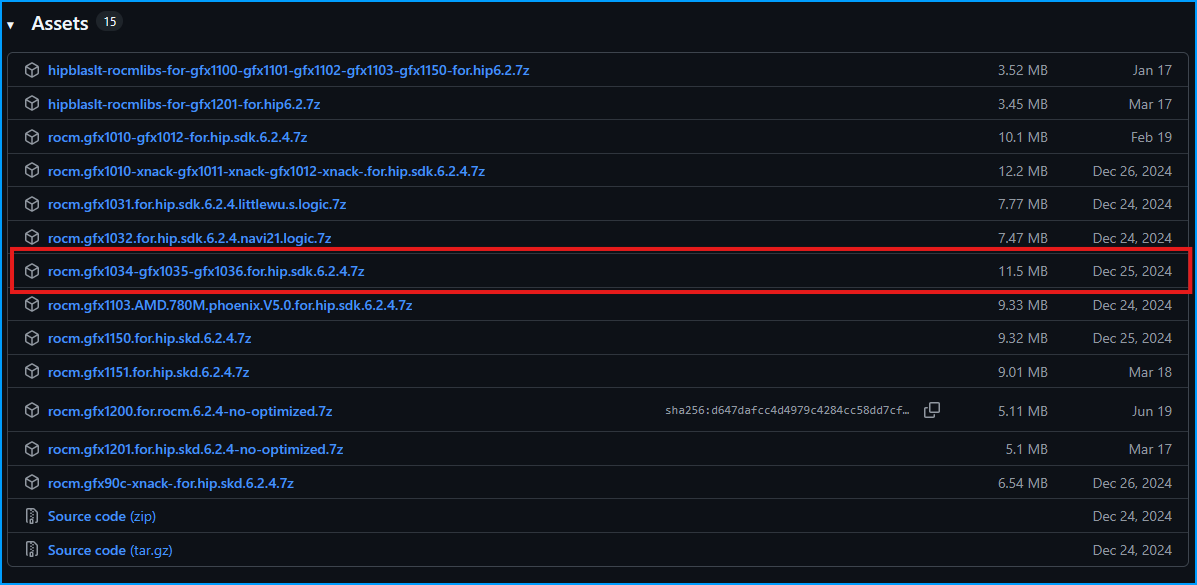 Assets 15
hipblaslt-rocmlibs-for-gfx1100-gfx1101-gfx1102-gfx1103-gfx1150-for.hip6.2.7z 3.52 MB Jan 17
hipblaslt-rocmlibs-for-gfx1201-for.hip6.2.7z 3.45 MB Mar 17
rocm.gfx1010-gfx1012-for.hip.sdk.6.2.4.7z 10.1 MB Feb 19
rocm.gfx1010-xnack-gfx1011-xnack-gfx1012-xnack-.for.hip.sdk.6.2.4.7z 12.2 MB Dec 26, 2024
rocm.gfx1031.for.hip.sdk.6.2.4.littlewu.s.logic.7z 7.77 MB Dec 24, 2024
rocm.gfx1032.for.hip.sdk.6.2.4.navi21.logic.7z 7.47 MB Dec 24, 2024
rocm.gfx1034-gfx1035-gfx1036.for.hip.sdk.6.2.4.7z 11.5 MB Dec 25, 2024
rocm.gfx1103.AMD.780M.phoenix.V5.0.for.hip.sdk.6.2.4.7z 9.33 MB Dec 24, 2024
rocm.gfx1150.for.hip.skd.6.2.4.7z 9.32 MB Dec 25, 2024
rocm.gfx1151.for.hip.skd.6.2.4.7z 9.01 MB Mar 18
rocm.gfx1200.for.rocm.6.2.4-no-optimized.7z sha256:d647dafcc4d4979c4284cc58dd7cf… 5.11 MB Jun 19
rocm.gfx1201.for.hip.skd.6.2.4-no-optimized.7z 5.1 MB Mar 17
rocm.gfx90c-xnack-.for.hip.skd.6.2.4.7z 6.54 MB Dec 26, 2024
Source code (zip) Dec 24, 2024
Source code (tar.gz) Dec 24, 2024